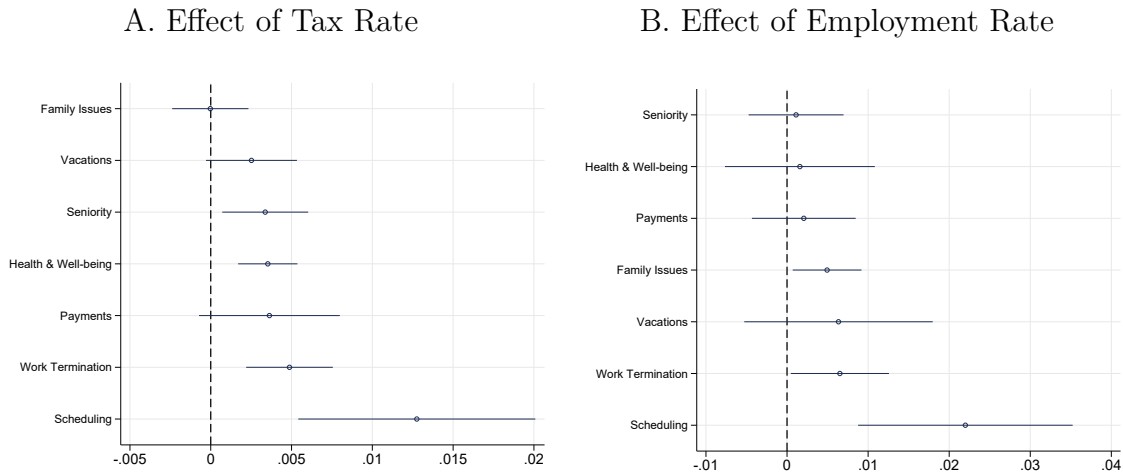 A. Effect of Tax Rate
Family Issues
Vacations
Seniority
Health & Well-being
Payments
Work Termination
Scheduling
-.005 0 .005 .01 .015 .02
B. Effect of Employment Rate
Seniority
Health & Well-being
Payments
Family Issues
Vacations
Work Termination
Scheduling
-.01 0 .01 .02 .03 .04